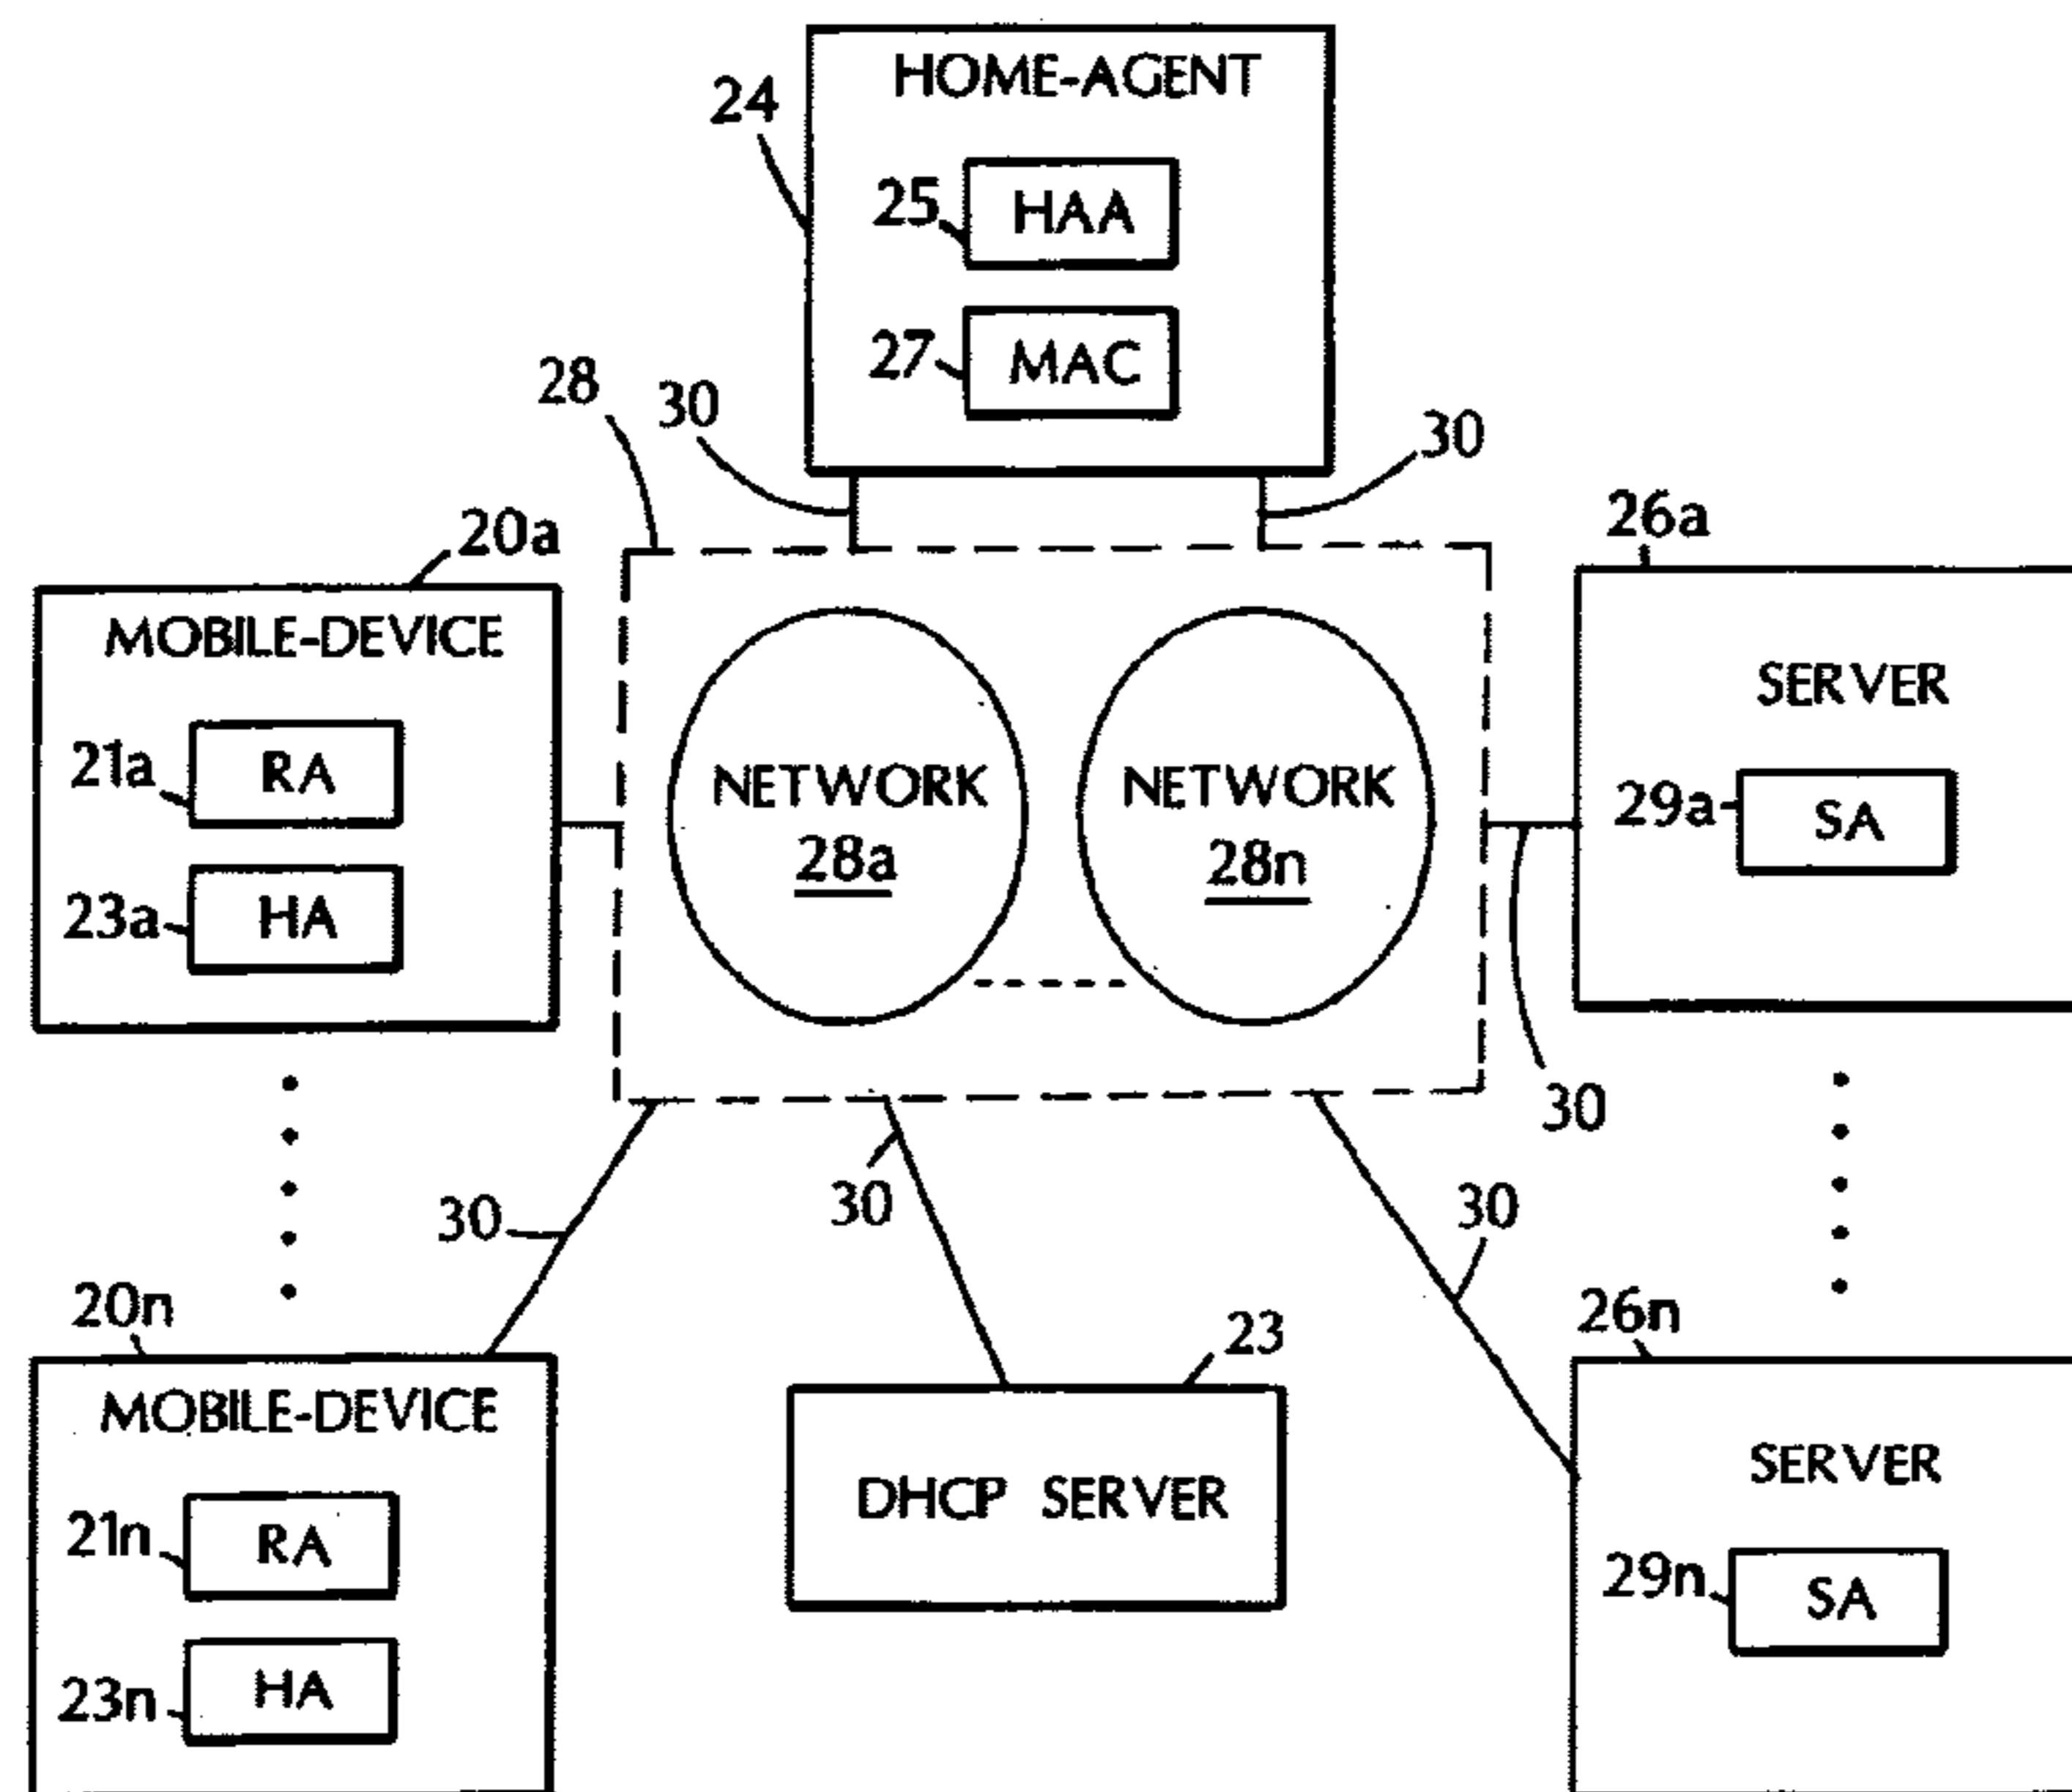 HOME-AGENT
24
25 HAA
27 MAC
28
30
30
20a
MOBILE-DEVICE
21a RA
23a HA
NETWORK
28a
NETWORK
28n
26a
SERVER
29a SA
30
30
30
30
20n
MOBILE-DEVICE
21n RA
23n HA
23
DHCP SERVER
26n
SERVER
29n SA